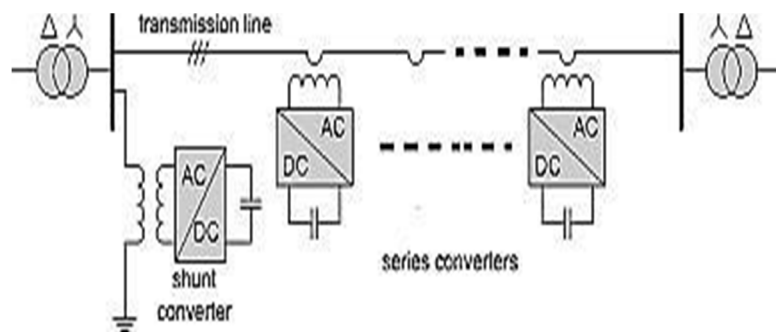 Δ
Δ
transmission line
AC
DC
AC
DC
AC
DC
series converters
shunt
converter